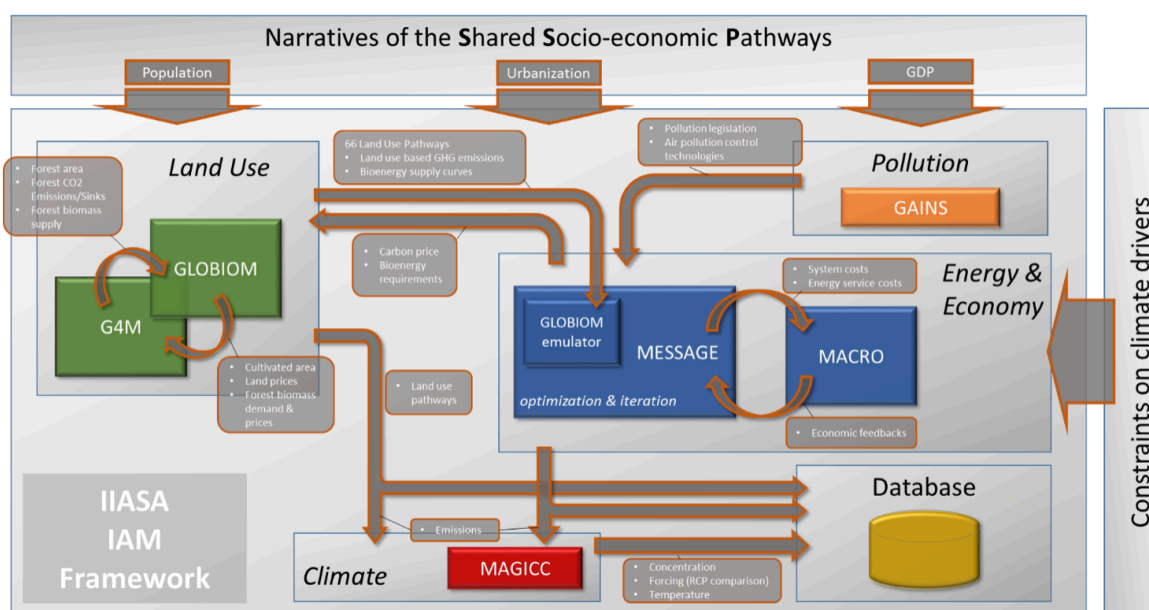 Narratives of the Shared Socio-economic Pathways
Population
Urbanization
GDP
Land Use
• Forest area
• Forest CO2
Emissions/Sinks
• Forest biomass
supply
GLOBIOM
G4M
• Cultivated area
• Land prices
• Forest biomass
demand &
prices
66 Land Use Pathways
• Land use based GHG emissions
• Bioenergy supply curves
• Carbon price
• Bioenergy
requirements
• Pollution legislation
• Air pollution control
technologies
Pollution
GAINS
Energy &
Economy
• System costs
• Energy service costs
GLOBIOM
emulator
MESSAGE
MACRO
optimization & iteration
• Economic feedbacks
• Land use
pathways
Constraints on climate drivers
IIASA
IAM
Framework
• Emissions
Climate
MAGICC
• Concentration
• Forcing (RCP comparison)
• Temperature
Database